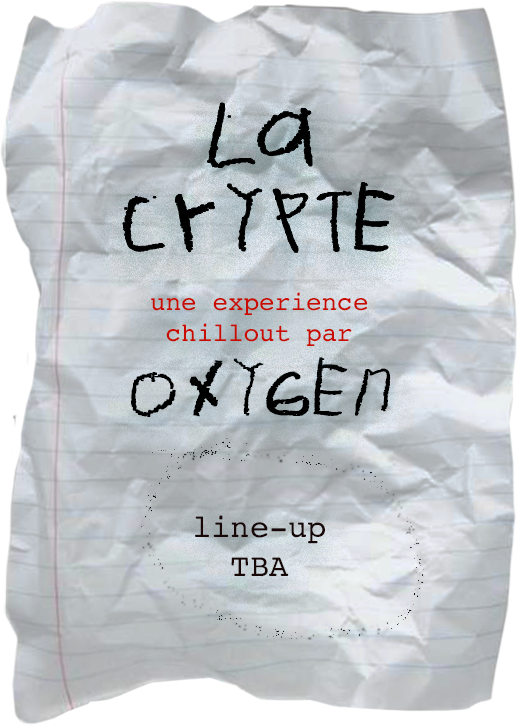 La
CrYPTE
une experience
chillout par
OXYGEn
line-up
TBA